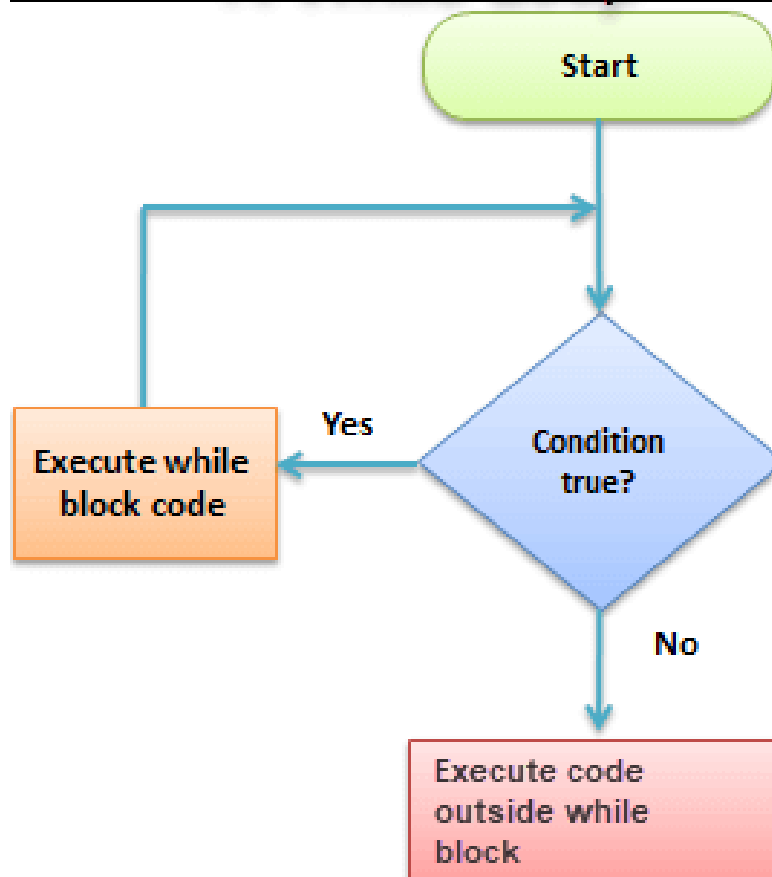 Start
Condition
true?
Yes
Execute while
block code
No
Execute code
outside while
block